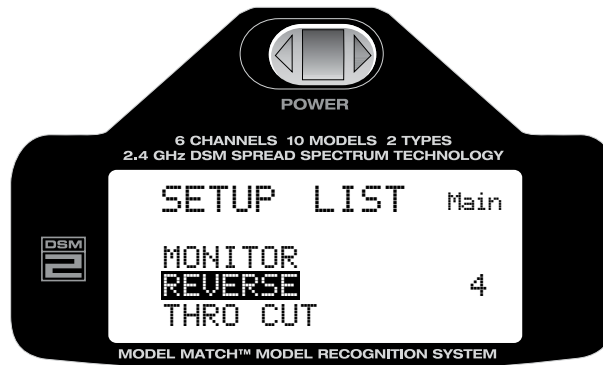 POWER
6 CHANNELS 10 MODELS 2 TYPES
2.4 GHz DSM SPREAD SPECTRUM TECHNOLOGY
SETUP LIST Main
DSM
2
MONITOR
REVERSE 4
THRO CUT
MODEL MATCH™ MODEL RECOGNITION SYSTEM